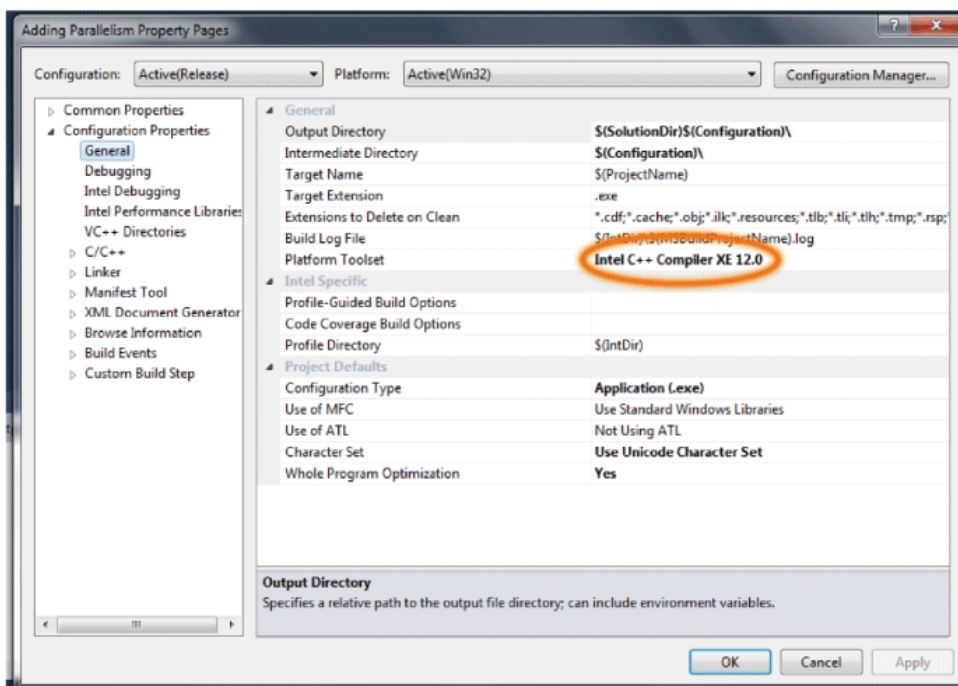 Adding Parallelism Property Pages
Configuration: Active(Release) Platform: Active(Win32) Configuration Manager...
Common Properties
Configuration Properties
General
Debugging
Intel Debugging
Intel Performance Libraries
VC++ Directories
C/C++
Linker
Manifest Tool
XML Document Generator
Browse Information
Build Events
Custom Build Step
General
Output Directory $(SolutionDir)$(Configuration)\
Intermediate Directory $(Configuration)\
Target Name $(ProjectName)
Target Extension .exe
Extensions to Delete on Clean *.cdf;*.cache;*.obj;*.ilk;*.resources;*.tlb;*.tli;*.tlh;*.tmp;*.rsp;
Build Log File $(IntDir)\$(MSBuildProjectName).log
Platform Toolset Intel C++ Compiler XE 12.0
Intel Specific
Profile-Guided Build Options
Code Coverage Build Options
Profile Directory $(IntDir)
Project Defaults
Configuration Type Application (.exe)
Use of MFC Use Standard Windows Libraries
Use of ATL Not Using ATL
Character Set Use Unicode Character Set
Whole Program Optimization Yes
Output Directory
Specifies a relative path to the output file directory; can include environment variables.
OK Cancel Apply